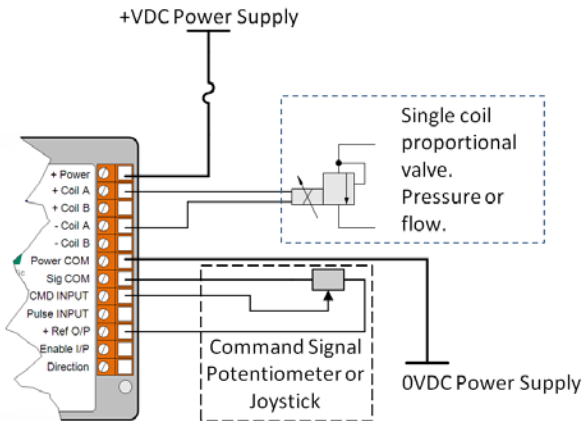 +VDC Power Supply
Single coil
proportional
valve.
Pressure or
flow.
+ Power
+ Coil A
+ Coil B
- Coil A
- Coil B
Power COM
Sig COM
CMD INPUT
Pulse INPUT
+ Ref O/P
Enable I/P
Direction
Command Signal
Potentiometer or
Joystick
0VDC Power Supply